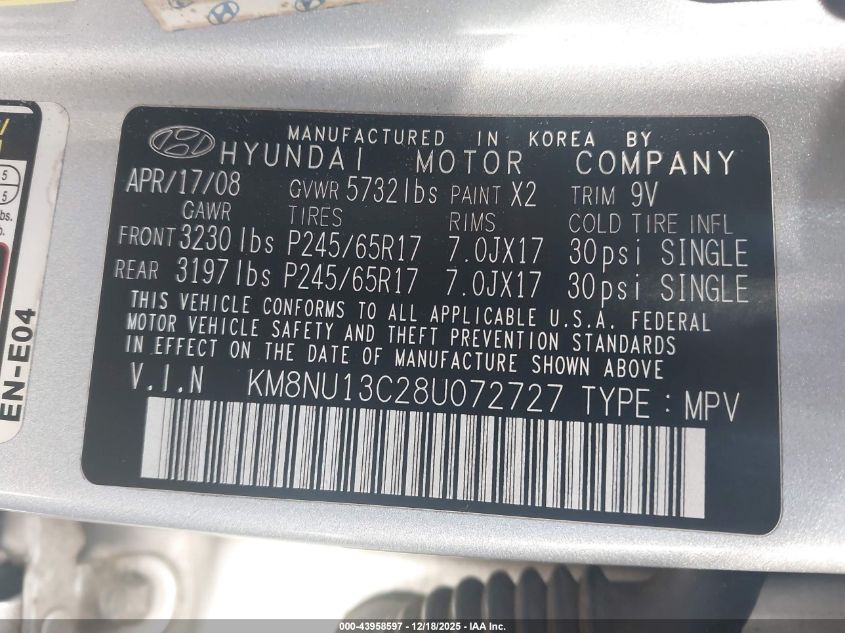 MANUFACTURED IN KOREA BY
HYUNDAI MOTOR COMPANY
APR/17/08 GVWR 5732lbs PAINT X2 TRIM 9V
GAWR TIRES RIMS COLD TIRE INFL
FRONT 3230lbs P245/65R17 7.0JX17 30psi SINGLE
REAR 3197lbs P245/65R17 7.0JX17 30psi SINGLE
THIS VEHICLE CONFORMS TO ALL APPLICABLE U.S.A. FEDERAL
MOTOR VEHICLE SAFETY AND THEFT PREVENTION STANDARDS
IN EFFECT ON THE DATE OF MANUFACTURE SHOWN ABOVE
V.I.N KM8NU13C28U072727 TYPE : MPV
5
5
lbs.
EN-E04
000-43958597 - 12/18/2025 - IAA Inc.